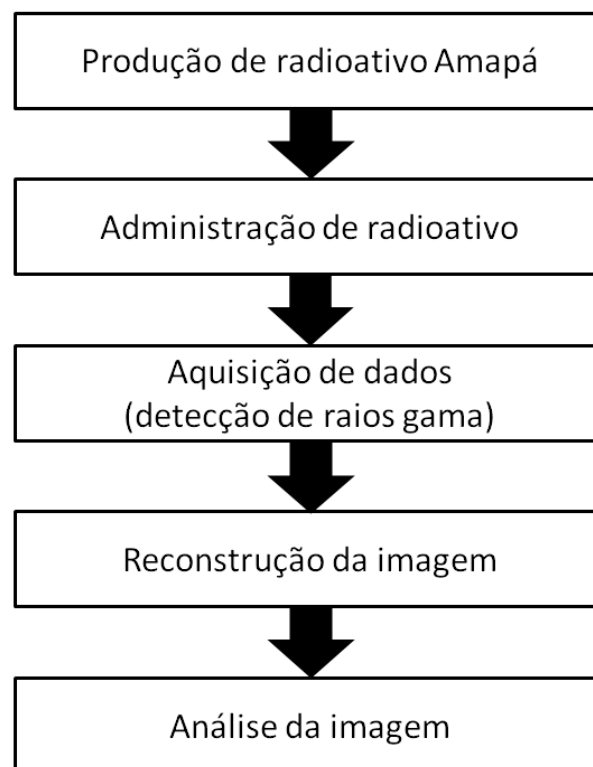 Produção de radioativo Amapá
Administração de radioativo
Aquisição de dados
(detecção de raios gama)
Reconstrução da imagem
Análise da imagem